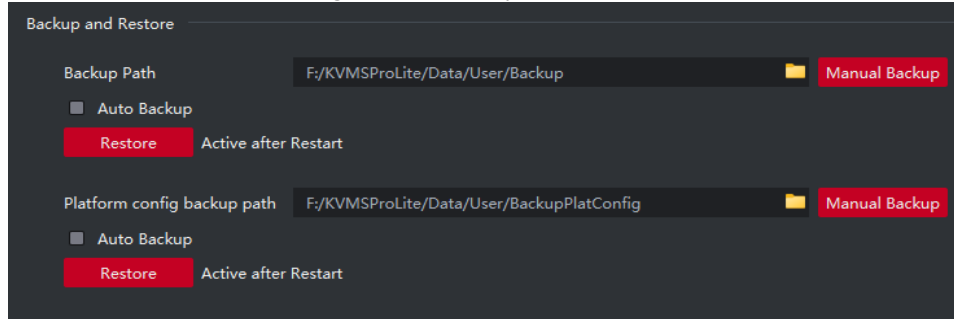 Backup and Restore
Backup Path F:/KVMSProLite/Data/User/Backup Manual Backup
Auto Backup
Restore Active after Restart
Platform config backup path F:/KVMSProLite/Data/User/BackupPlatConfig Manual Backup
Auto Backup
Restore Active after Restart